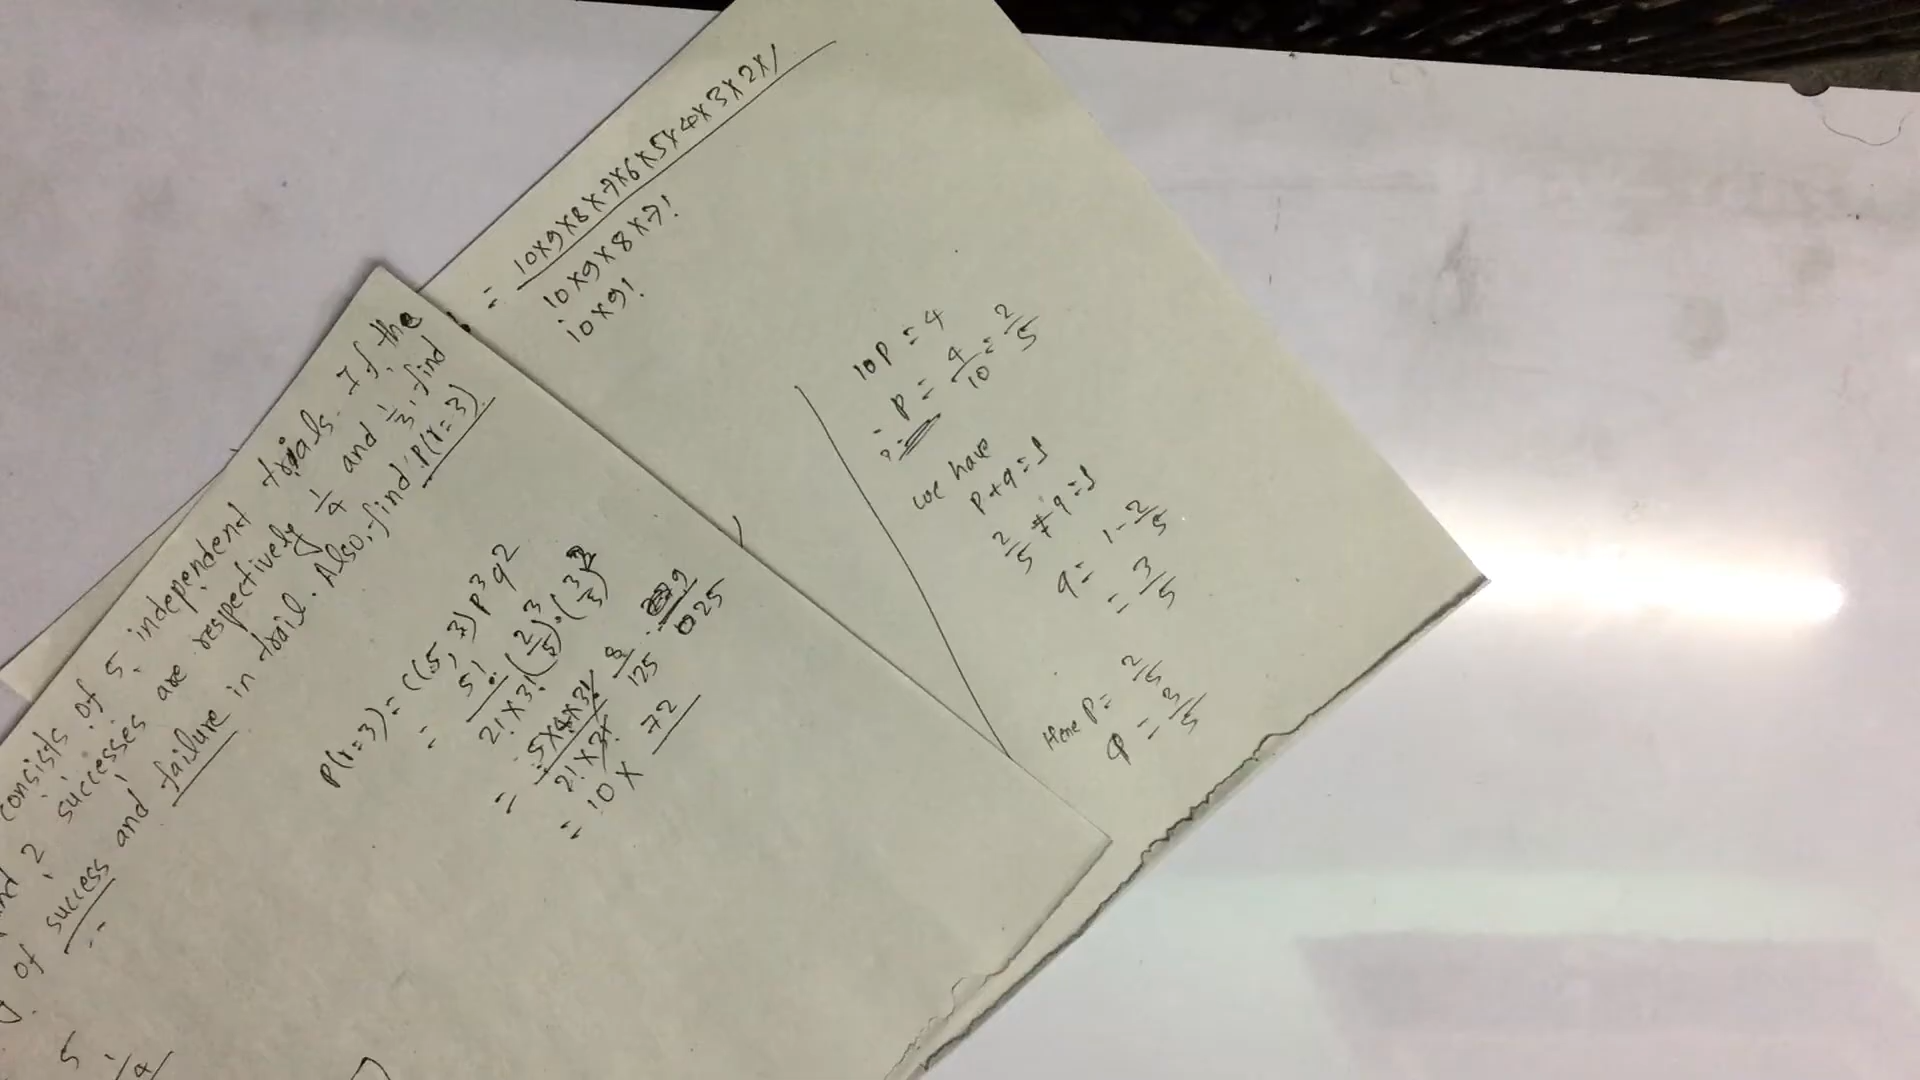 = 10×9×8×7×6×5×4×3×2×1
10×9×8×7!
10×9!
consists of 5 independent trials. If the
2 successes are respectively 1/4 and 1/3, find
of success and failure in trail. Also, find P(r=3)
P(r=3) = C(5, 3) p³ q²
= 5! / 2! × 3! (2/5)³ · (3/5)²
= 5×4×3! / 2! × 3! · 8/125 · 9/25
= 10 × 72
5
1/4
10P = 4
∴ P = 4/10 = 2/5
we have
P + q = 1
2/5 + q = 1
q = 1 - 2/5
= 3/5
Here P = 2/5
q = 3/5